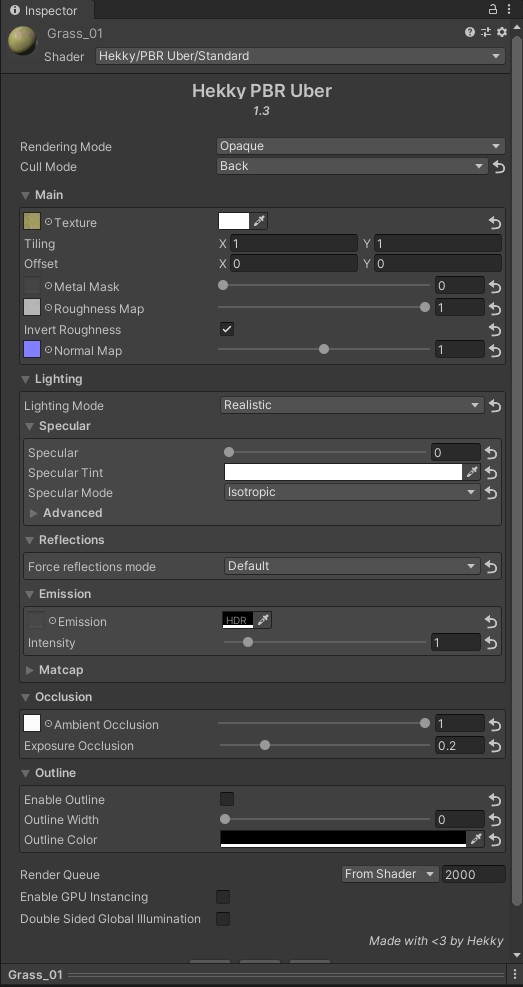 Inspector
Grass_01
Shader Hekky/PBR Uber/Standard
Hekky PBR Uber
1.3
Rendering Mode Opaque
Cull Mode Back
Main
Texture
Tiling X 1 Y 1
Offset X 0 Y 0
Metal Mask 0
Roughness Map 1
Invert Roughness
Normal Map 1
Lighting
Lighting Mode Realistic
Specular
Specular 0
Specular Tint
Specular Mode Isotropic
Advanced
Reflections
Force reflections mode Default
Emission
Emission HDR
Intensity 1
Matcap
Occlusion
Ambient Occlusion 1
Exposure Occlusion 0.2
Outline
Enable Outline
Outline Width 0
Outline Color
Render Queue From Shader 2000
Enable GPU Instancing
Double Sided Global Illumination
Made with <3 by Hekky
Grass_01